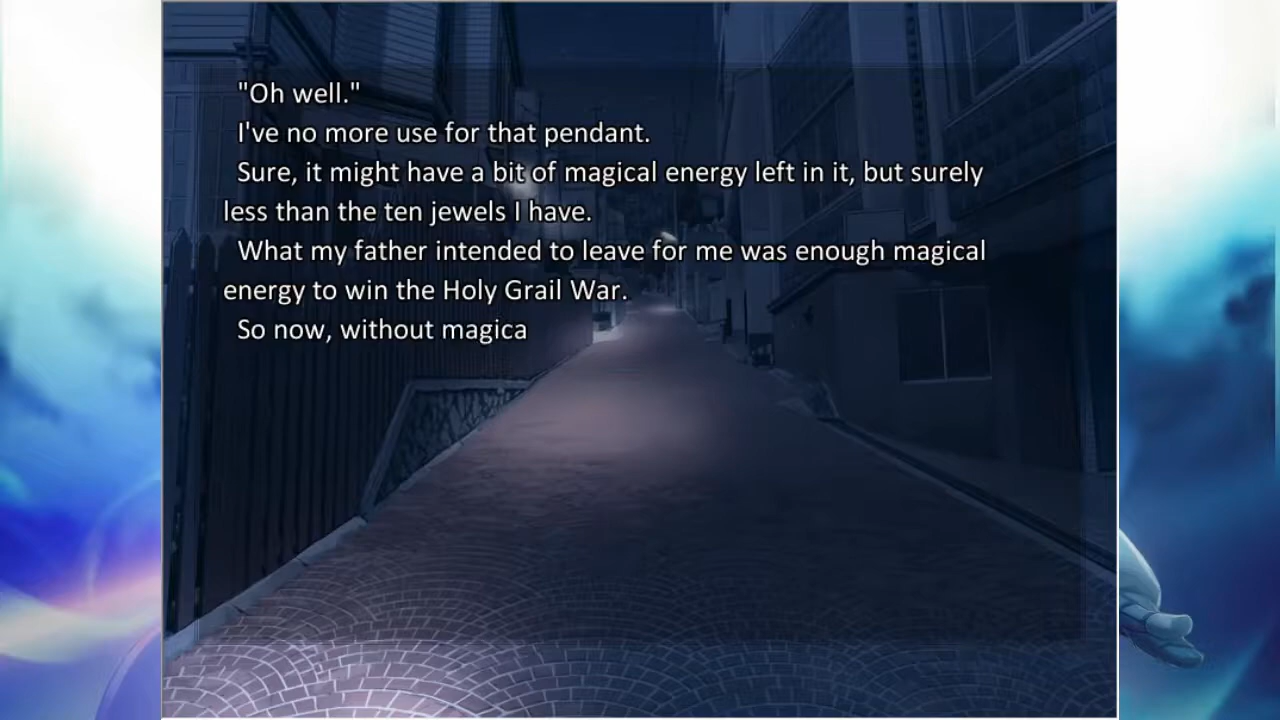 "Oh well."
I've no more use for that pendant.
Sure, it might have a bit of magical energy left in it, but surely
less than the ten jewels I have.
What my father intended to leave for me was enough magical
energy to win the Holy Grail War.
So now, without magica